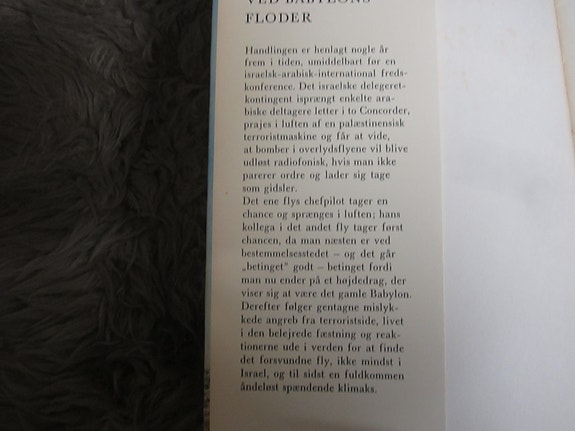 VED BABYLONS
FLODER
Handlingen er henlagt nogle år
frem i tiden, umiddelbart før en
israelsk-arabisk-international freds-
konference. Det israelske delegeret-
kontingent isprængt enkelte ara-
biske deltagere letter i to Concorder,
prajes i luften af en palæstinensisk
terroristmaskine og får at vide,
at bomber i overlydsflyene vil blive
udløst radiofonisk, hvis man ikke
parerer ordre og lader sig tage
som gidsler.
Det ene flys chefpilot tager en
chance og sprænges i luften; hans
kollega i det andet fly tager først
chancen, da man næsten er ved
bestemmelsesstedet – og det går
„betinget" godt – betinget fordi
man nu ender på et højdedrag, der
viser sig at være det gamle Babylon.
Derefter følger gentagne mislyk-
kede angreb fra terroristside, livet
i den belejrede fæstning og reak-
tionerne ude i verden for at finde
det forsvundne fly, ikke mindst i
Israel, og til sidst en fuldkommen
åndeløst spændende klimaks.